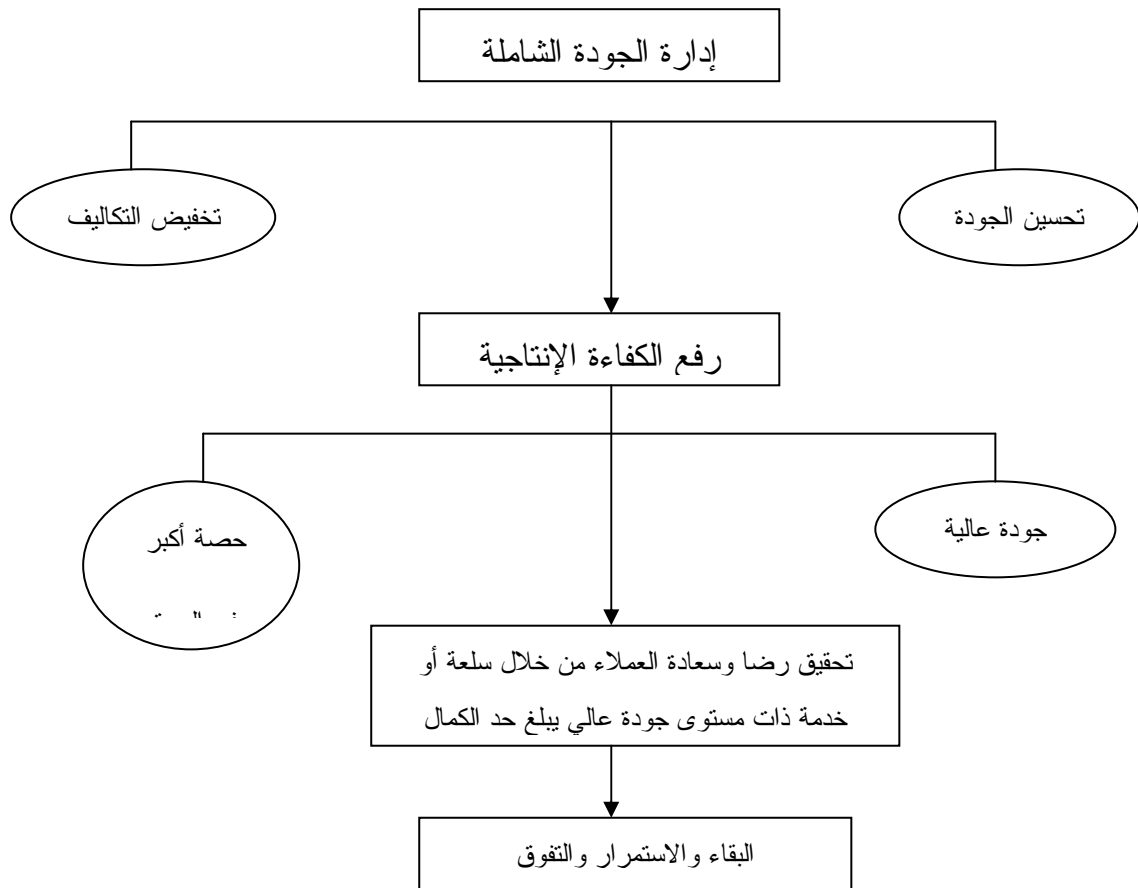 إدارة الجودة الشاملة
تحسين الجودة
تخفيض التكاليف
رفع الكفاءة الإنتاجية
جودة عالية
حصة أكبر
تحقيق رضا وسعادة العملاء من خلال سلعة أو
خدمة ذات مستوى جودة عالي يبلغ حد الكمال
البقاء والاستمرار والتفوق